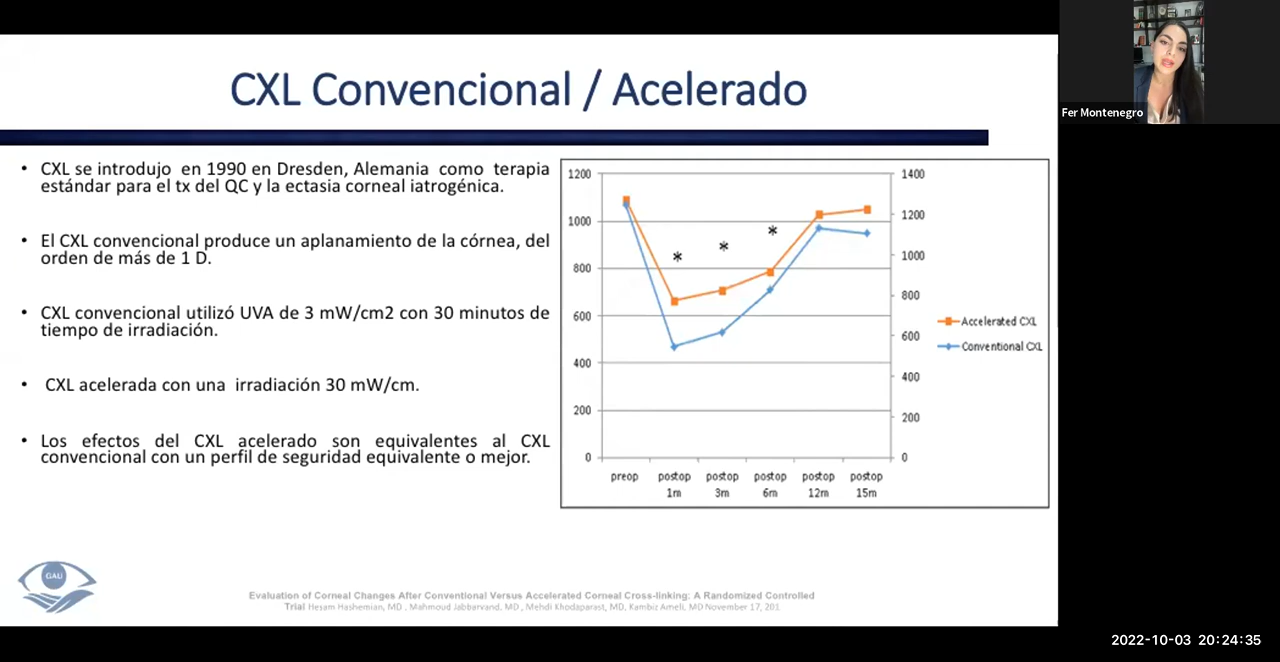 CXL Convencional / Acelerado
• CXL se introdujo en 1990 en Dresden, Alemania como terapia
estándar para el tx del QC y la ectasia corneal iatrogénica.
• El CXL convencional produce un aplanamiento de la córnea, del
orden de más de 1 D.
• CXL convencional utilizó UVA de 3 mW/cm2 con 30 minutos de
tiempo de irradiación.
• CXL acelerada con una irradiación 30 mW/cm.
• Los efectos del CXL acelerado son equivalentes al CXL
convencional con un perfil de seguridad equivalente o mejor.
1200
1000
800
600
400
200
0
* * *
1400
1200
1000
800
600
400
200
0
preop postop postop postop postop postop
1m 3m 6m 12m 15m
Accelerated CXL
Conventional CXL
GAU
Evaluation of Corneal Changes After Conventional Versus Accelerated Corneal Cross-linking: A Randomized Controlled
Trial Hesam Hashemian, MD , Mahmoud Jabbarvand, MD , Mehdi Khodaparast, MD, Kambiz Ameli, MD November 17, 201
Fer Montenegro
2022-10-03 20:24:35